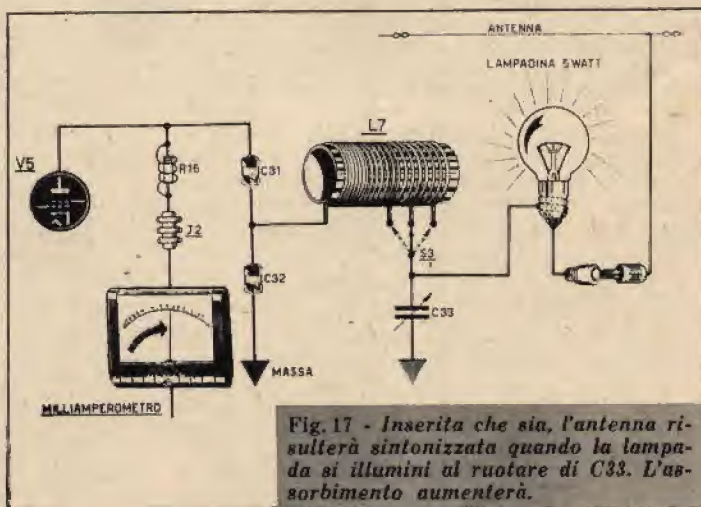 ANTENNA
LAMPADINA 5 WATT
L7
V5
R16
C31
J2
S3
C32
C33
MASSA
MILLIAMPEROMETRO
Fig. 17 - Inserita che sia, l'antenna ri-
sulterà sintonizzata quando la lampa-
da si illumini al ruotare di C33. L'as-
sorbimento aumenterà.